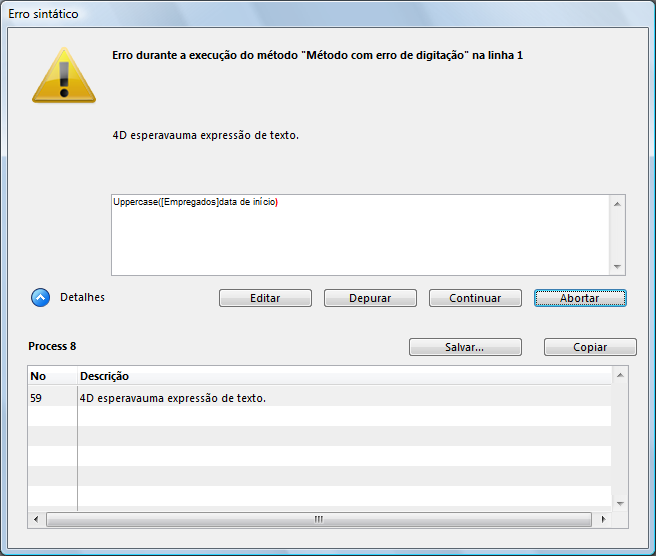 Erro sintático
Erro durante a execução do método "Método com erro de digitação" na linha 1
4D esperavauma expressão de texto.
Uppercase([Empregados]data de início)
Detalhes
Editar
Depurar
Continuar
Abortar
Process 8
Salvar...
Copiar
No Descrição
59 4D esperavauma expressão de texto.